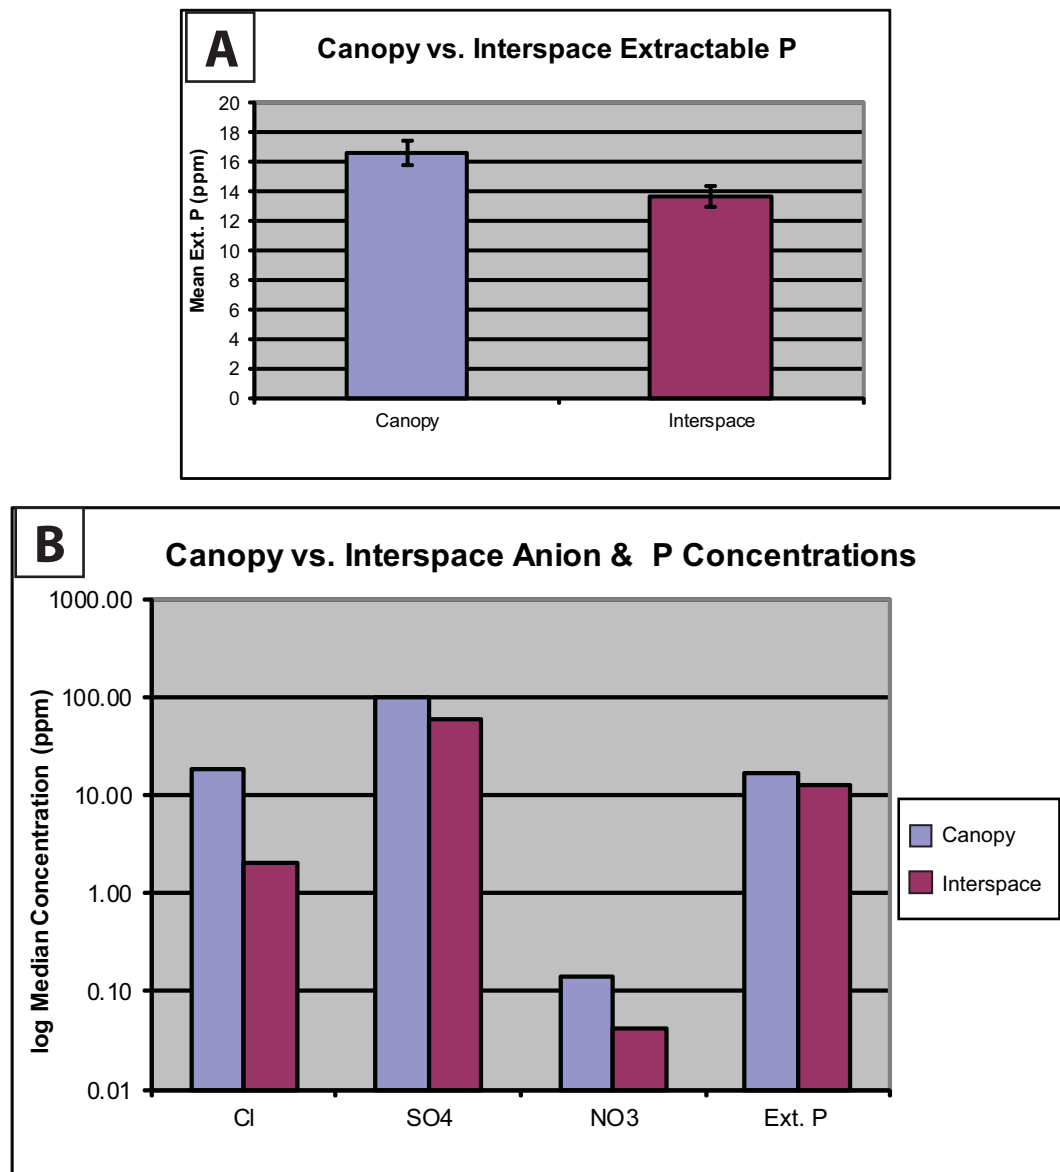 A
Canopy vs. Interspace Extractable P
Mean Ext. P (ppm)
20
18
16
14
12
10
8
6
4
2
0
Canopy
Interspace
B
Canopy vs. Interspace Anion & P Concentrations
log Median Concentration (ppm)
1000.00
100.00
10.00
1.00
0.10
0.01
Cl
SO4
NO3
Ext. P
Canopy
Interspace